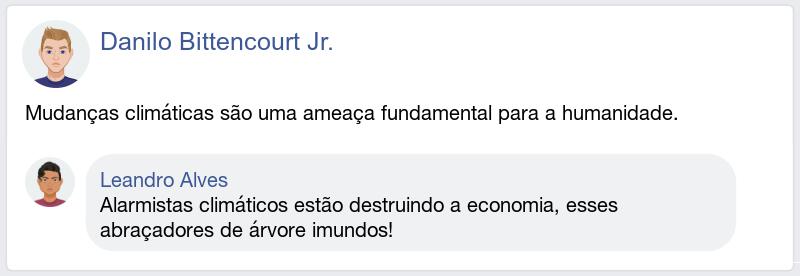 Danilo Bittencourt Jr.
Mudanças climáticas são uma ameaça fundamental para a humanidade.
Leandro Alves
Alarmistas climáticos estão destruindo a economia, esses
abraçadores de árvore imundos!